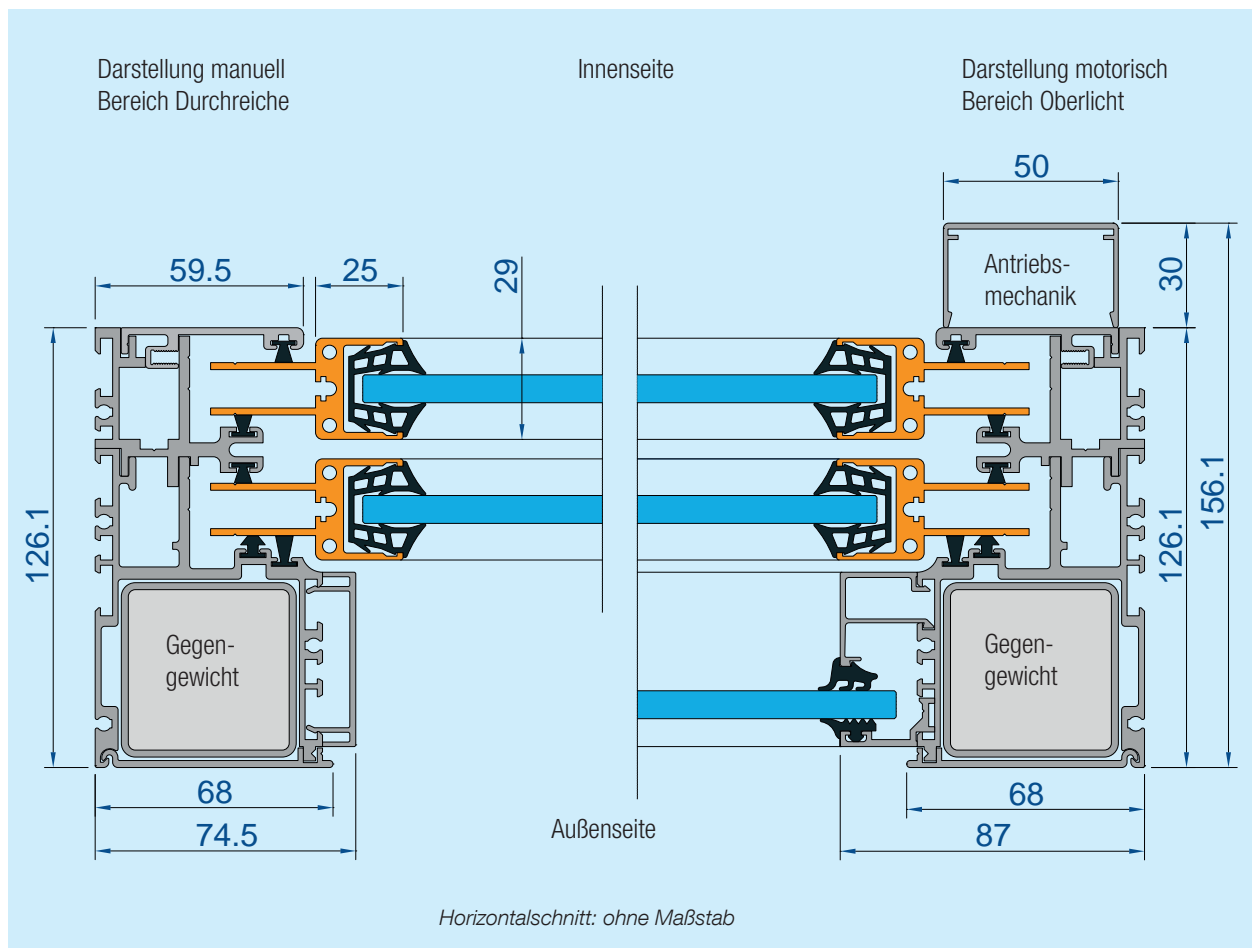 Darstellung manuell
Bereich Durchreiche
Innenseite
Darstellung motorisch
Bereich Oberlicht
50
59.5
25
29
Antriebs-
mechanik
30
126.1
156.1
126.1
Gegen-
gewicht
Gegen-
gewicht
68
74.5
68
87
Außenseite
Horizontalschnitt: ohne Maßstab